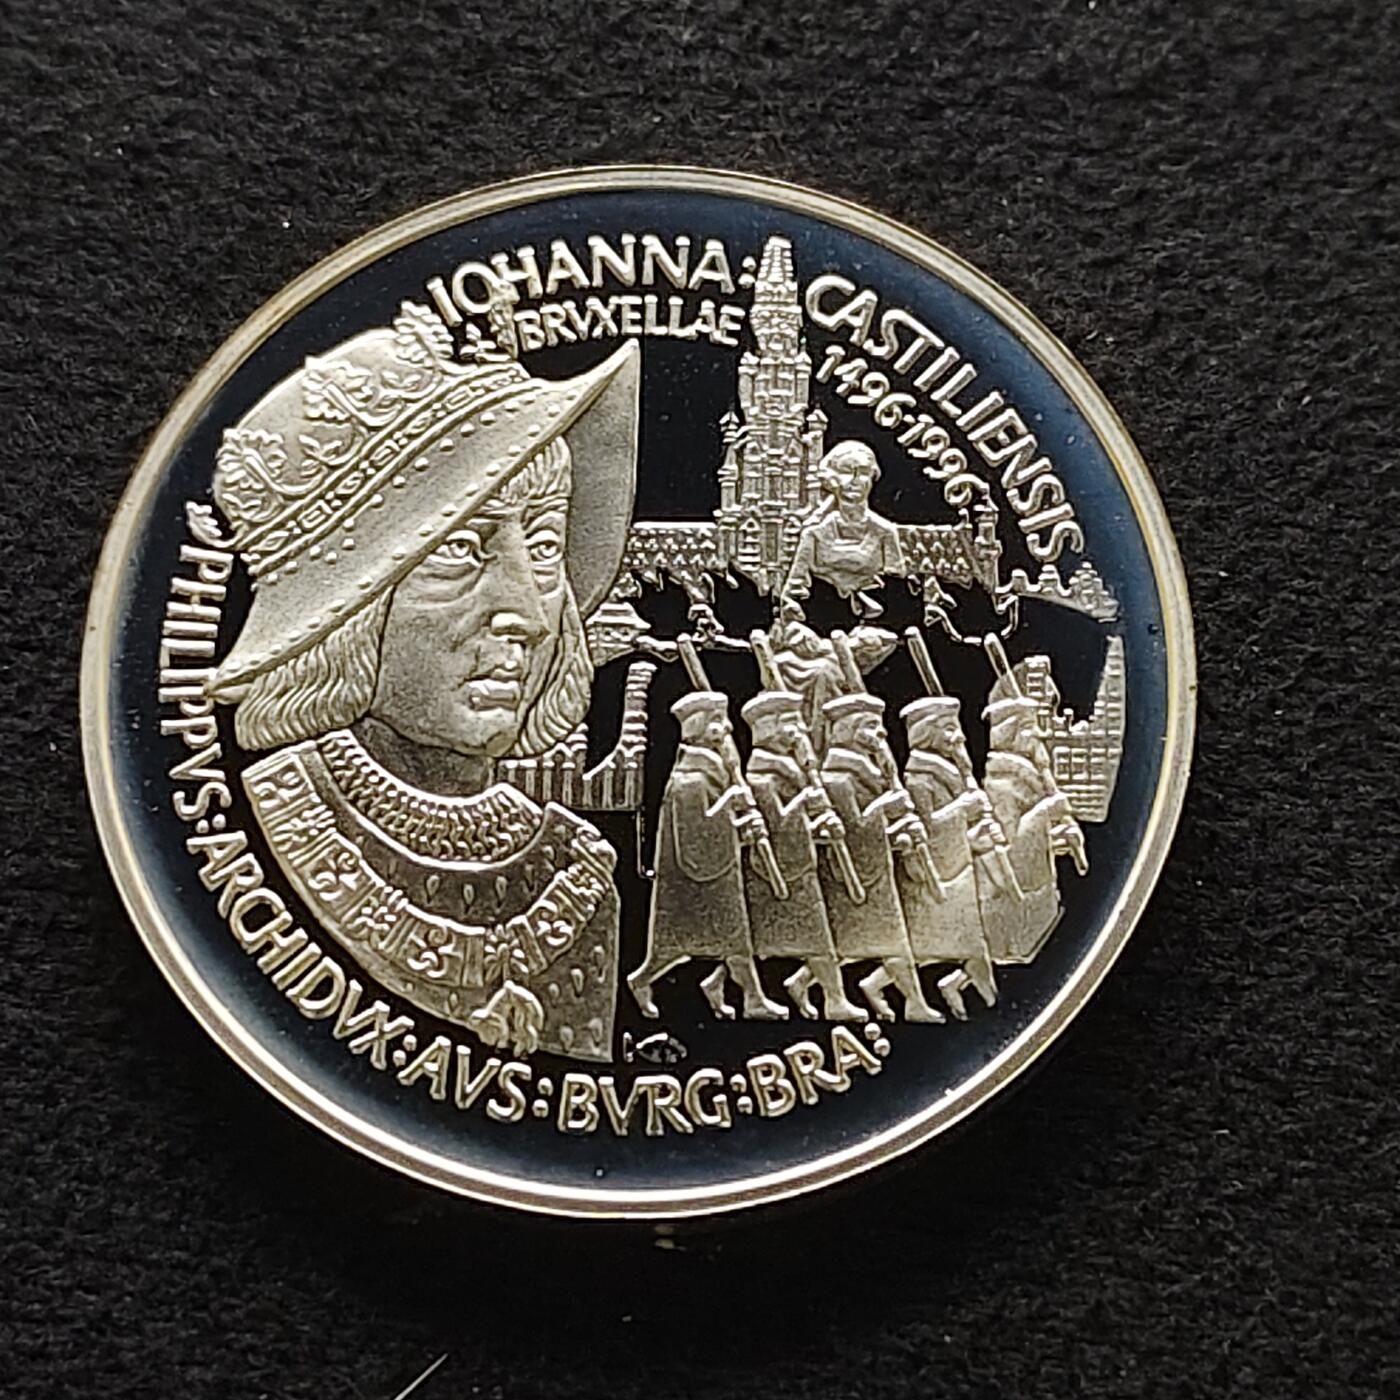 PHILIPPVS:ARCHIDVX:AVS:BVRG:BRA:
IOHANNA: CASTILIENSIS
BRVXELLAE 1496-1996